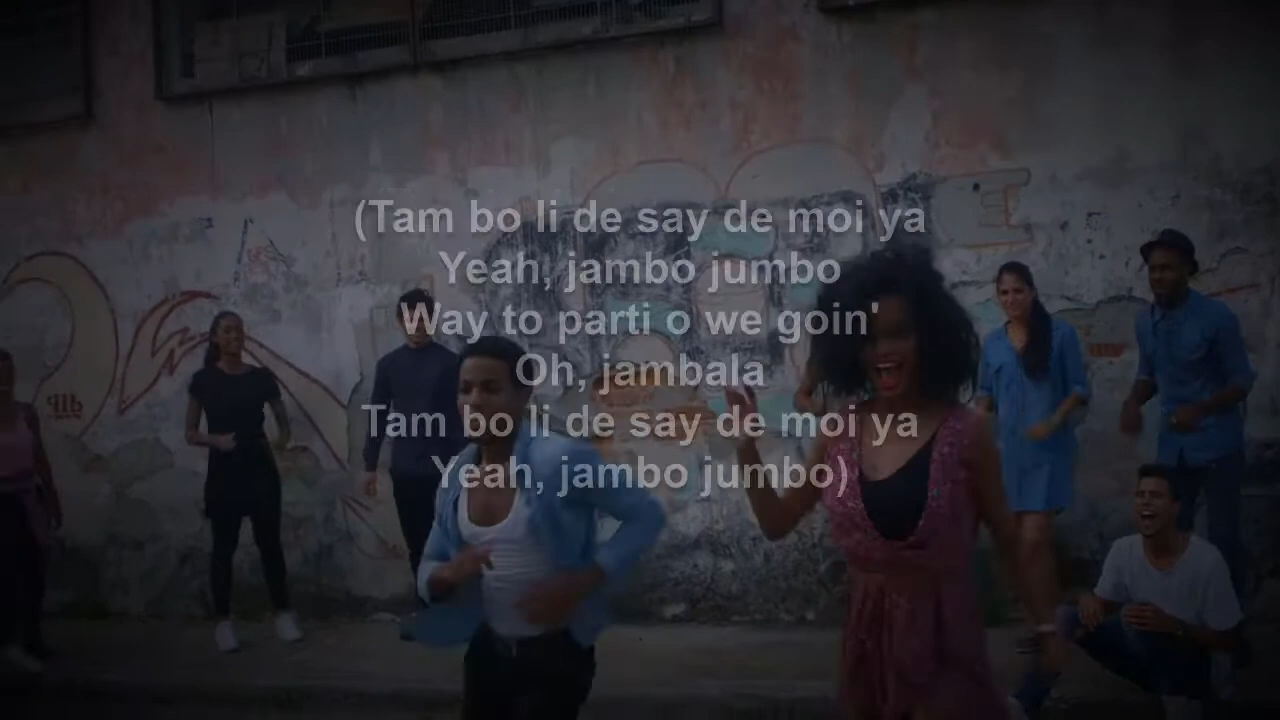 (Tam bo li de say de moi ya
Yeah, jambo jumbo
Way to parti o we goin'
Oh, jambala
Tam bo li de say de moi ya
Yeah, jambo jumbo)